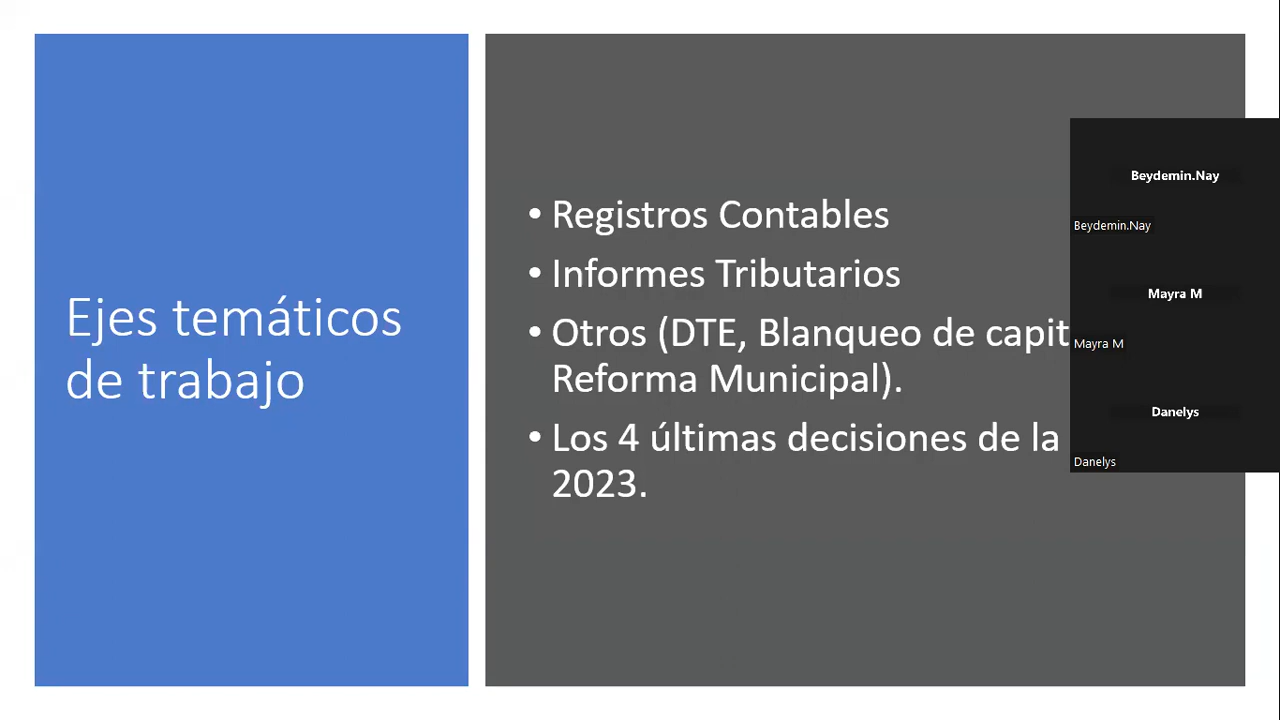 Ejes temáticos
de trabajo
• Registros Contables
• Informes Tributarios
• Otros (DTE, Blanqueo de
Reforma Municipal).
• Los 4 últimas decisiones de la
2023.
Beydemin.Nay
Beydemin.Nay
Mayra M
Mayra M
Danelys
Danelys